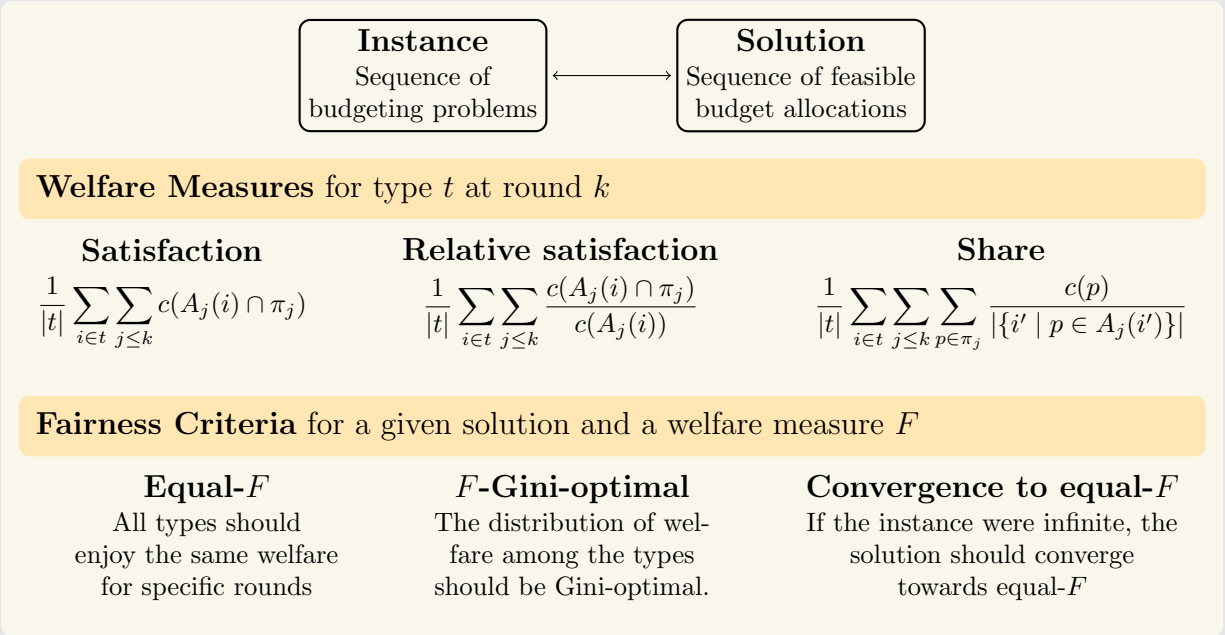 Instance
Sequence of
budgeting problems
Solution
Sequence of feasible
budget allocations
Welfare Measures for type t at round k
Satisfaction
1/|t| ∑_{i∈t} ∑_{j≤k} c(A_j(i) ∩ π_j)
Relative satisfaction
1/|t| ∑_{i∈t} ∑_{j≤k} c(A_j(i) ∩ π_j)/c(A_j(i))
Share
1/|t| ∑_{i∈t} ∑_{j≤k} ∑_{p∈π_j} c(p)/|{i′ | p ∈ A_j(i′)}|
Fairness Criteria for a given solution and a welfare measure F
Equal-F
All types should
enjoy the same welfare
for specific rounds
F-Gini-optimal
The distribution of wel-
fare among the types
should be Gini-optimal.
Convergence to equal-F
If the instance were infinite, the
solution should converge
towards equal-F